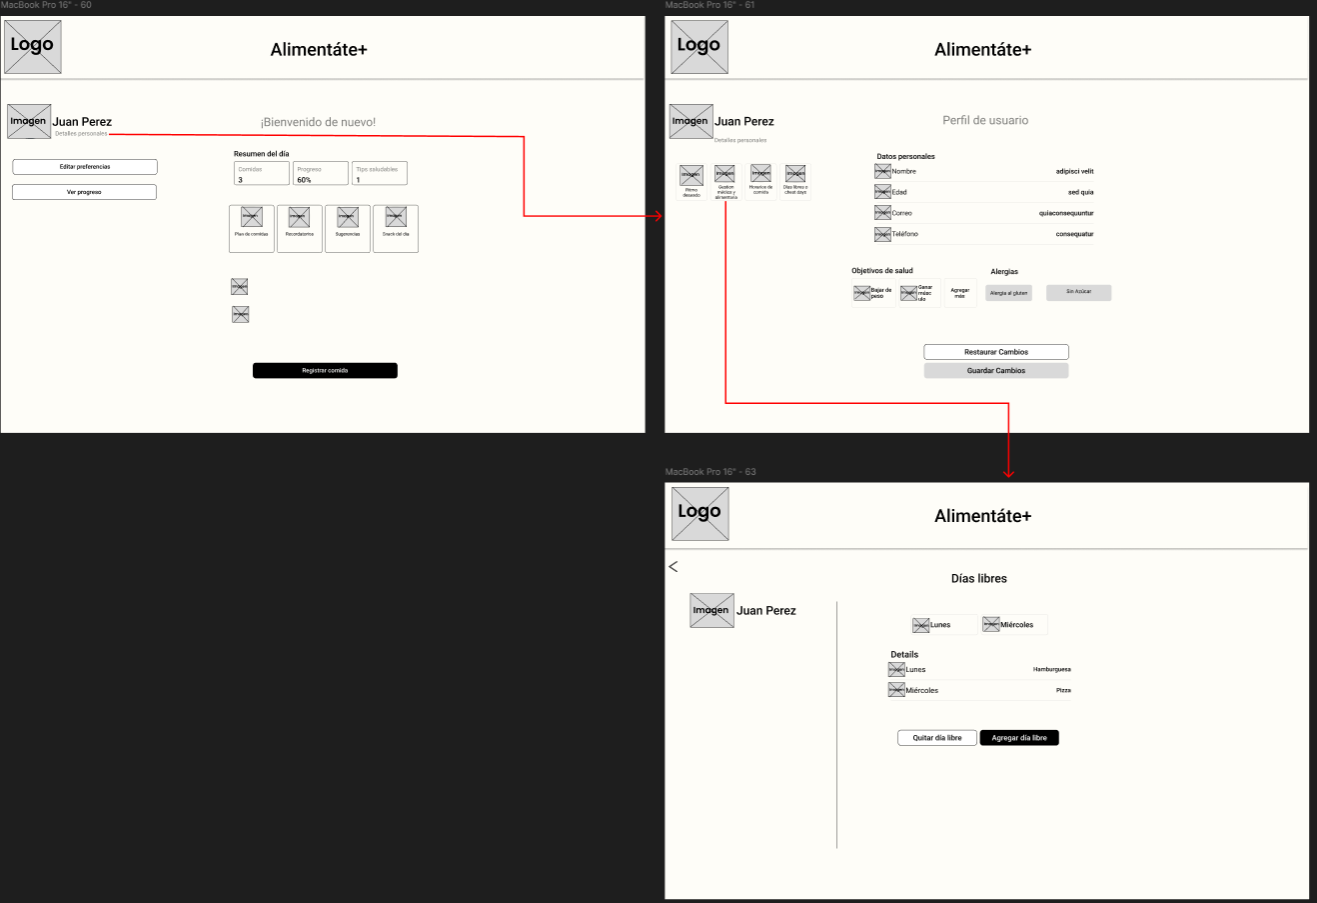 MacBook Pro 16" - 60
Logo
Alimentáte+
Imagen
Juan Perez
Detalles personales
¡Bienvenido de nuevo!
Editar preferencias
Ver progreso
Resumen del día
Comidas
3
Progreso
60%
Tips saludables
1
Imagen
Plan de comidas
Imagen
Recordatorios
Imagen
Sugerencias
Imagen
Snack del día
Imagen
Imagen
Registrar comida
MacBook Pro 16" - 61
Logo
Alimentáte+
Imagen
Juan Perez
Detalles personales
Perfil de usuario
Imagen
Ritmo
deseado
Imagen
Gestion
médica y
alimentaria
Imagen
Horarios de
comida
Imagen
Días libres o
cheat days
Datos personales
Imagen
Nombre
adipisci velit
Imagen
Edad
sed quia
Imagen
Correo
quiaconsequuntur
Imagen
Teléfono
consequatur
Objetivos de salud
Imagen
Bajar de
peso
Imagen
Ganar
músc
ulo
Agregar
más
Alergias
Alergia al gluten
Sin Azúcar
Restaurar Cambios
Guardar Cambios
MacBook Pro 16" - 63
Logo
Alimentáte+
<
Días libres
Imagen
Juan Perez
Imagen
Lunes
Imagen
Miércoles
Details
Imagen
Lunes
Hamburguesa
Imagen
Miércoles
Pizza
Quitar día libre
Agregar día libre